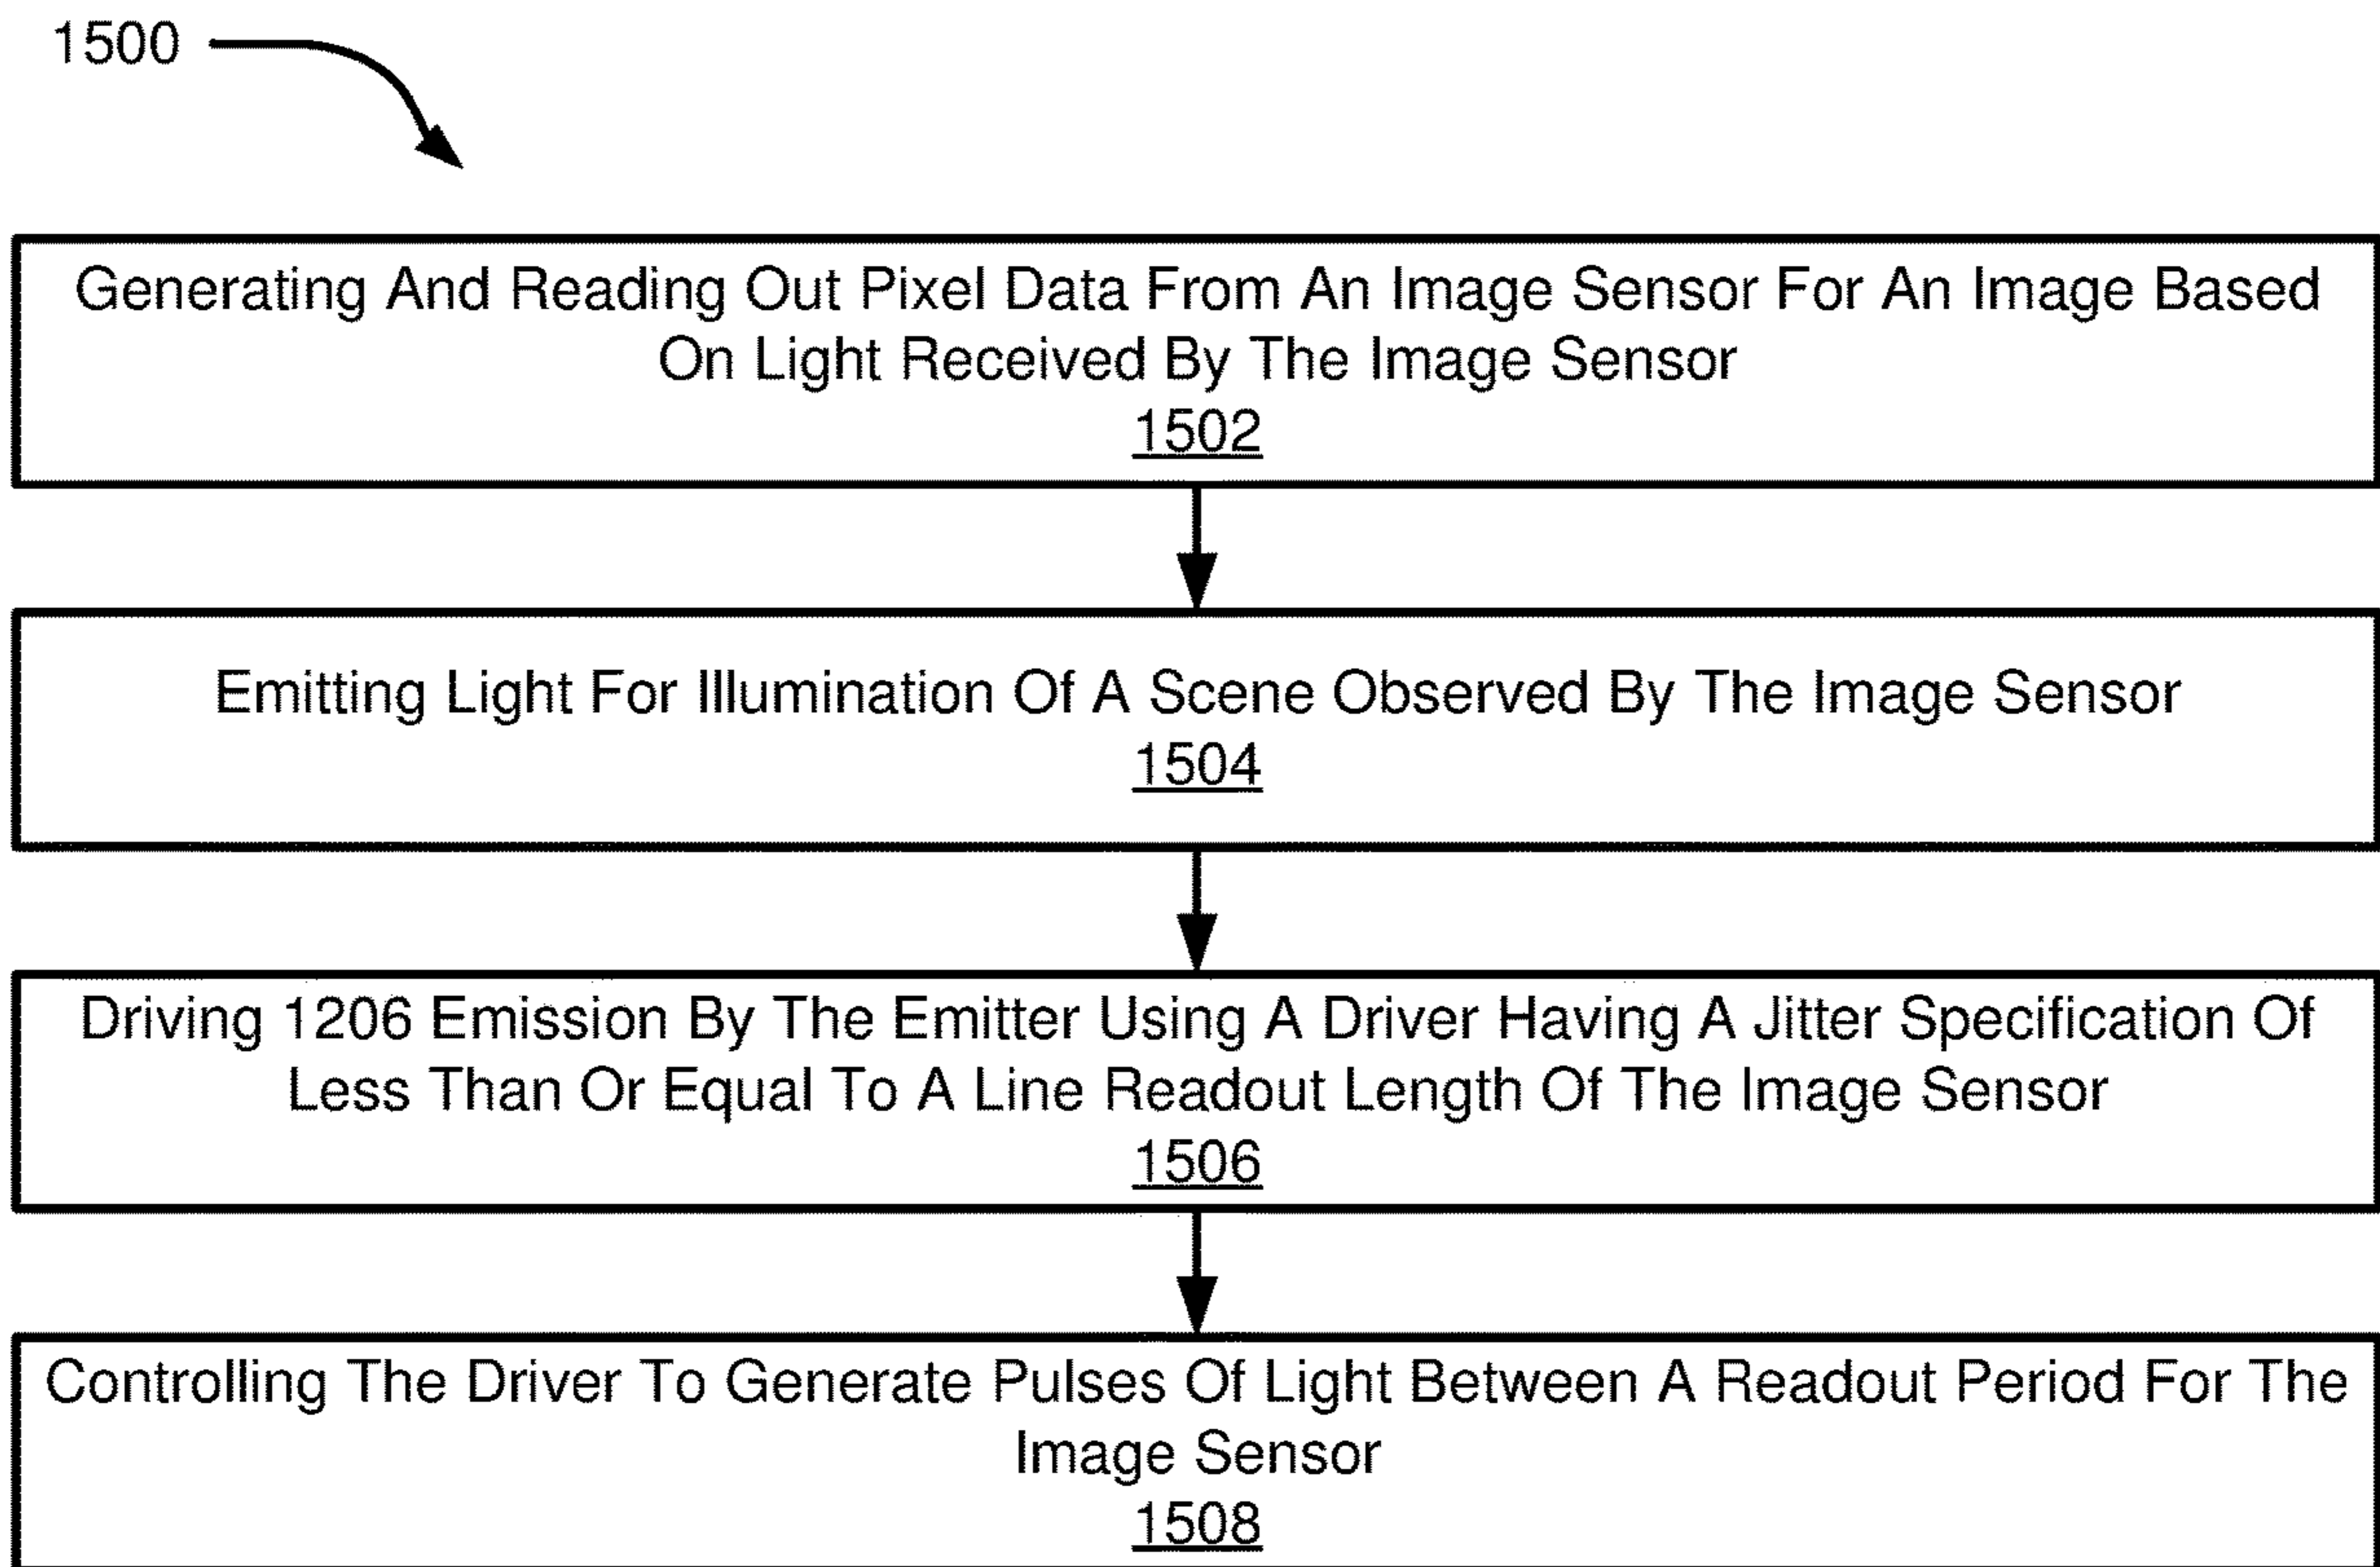 1500
Generating And Reading Out Pixel Data From An Image Sensor For An Image Based
On Light Received By The Image Sensor
1502
Emitting Light For Illumination Of A Scene Observed By The Image Sensor
1504
Driving 1206 Emission By The Emitter Using A Driver Having A Jitter Specification Of
Less Than Or Equal To A Line Readout Length Of The Image Sensor
1506
Controlling The Driver To Generate Pulses Of Light Between A Readout Period For The
Image Sensor
1508